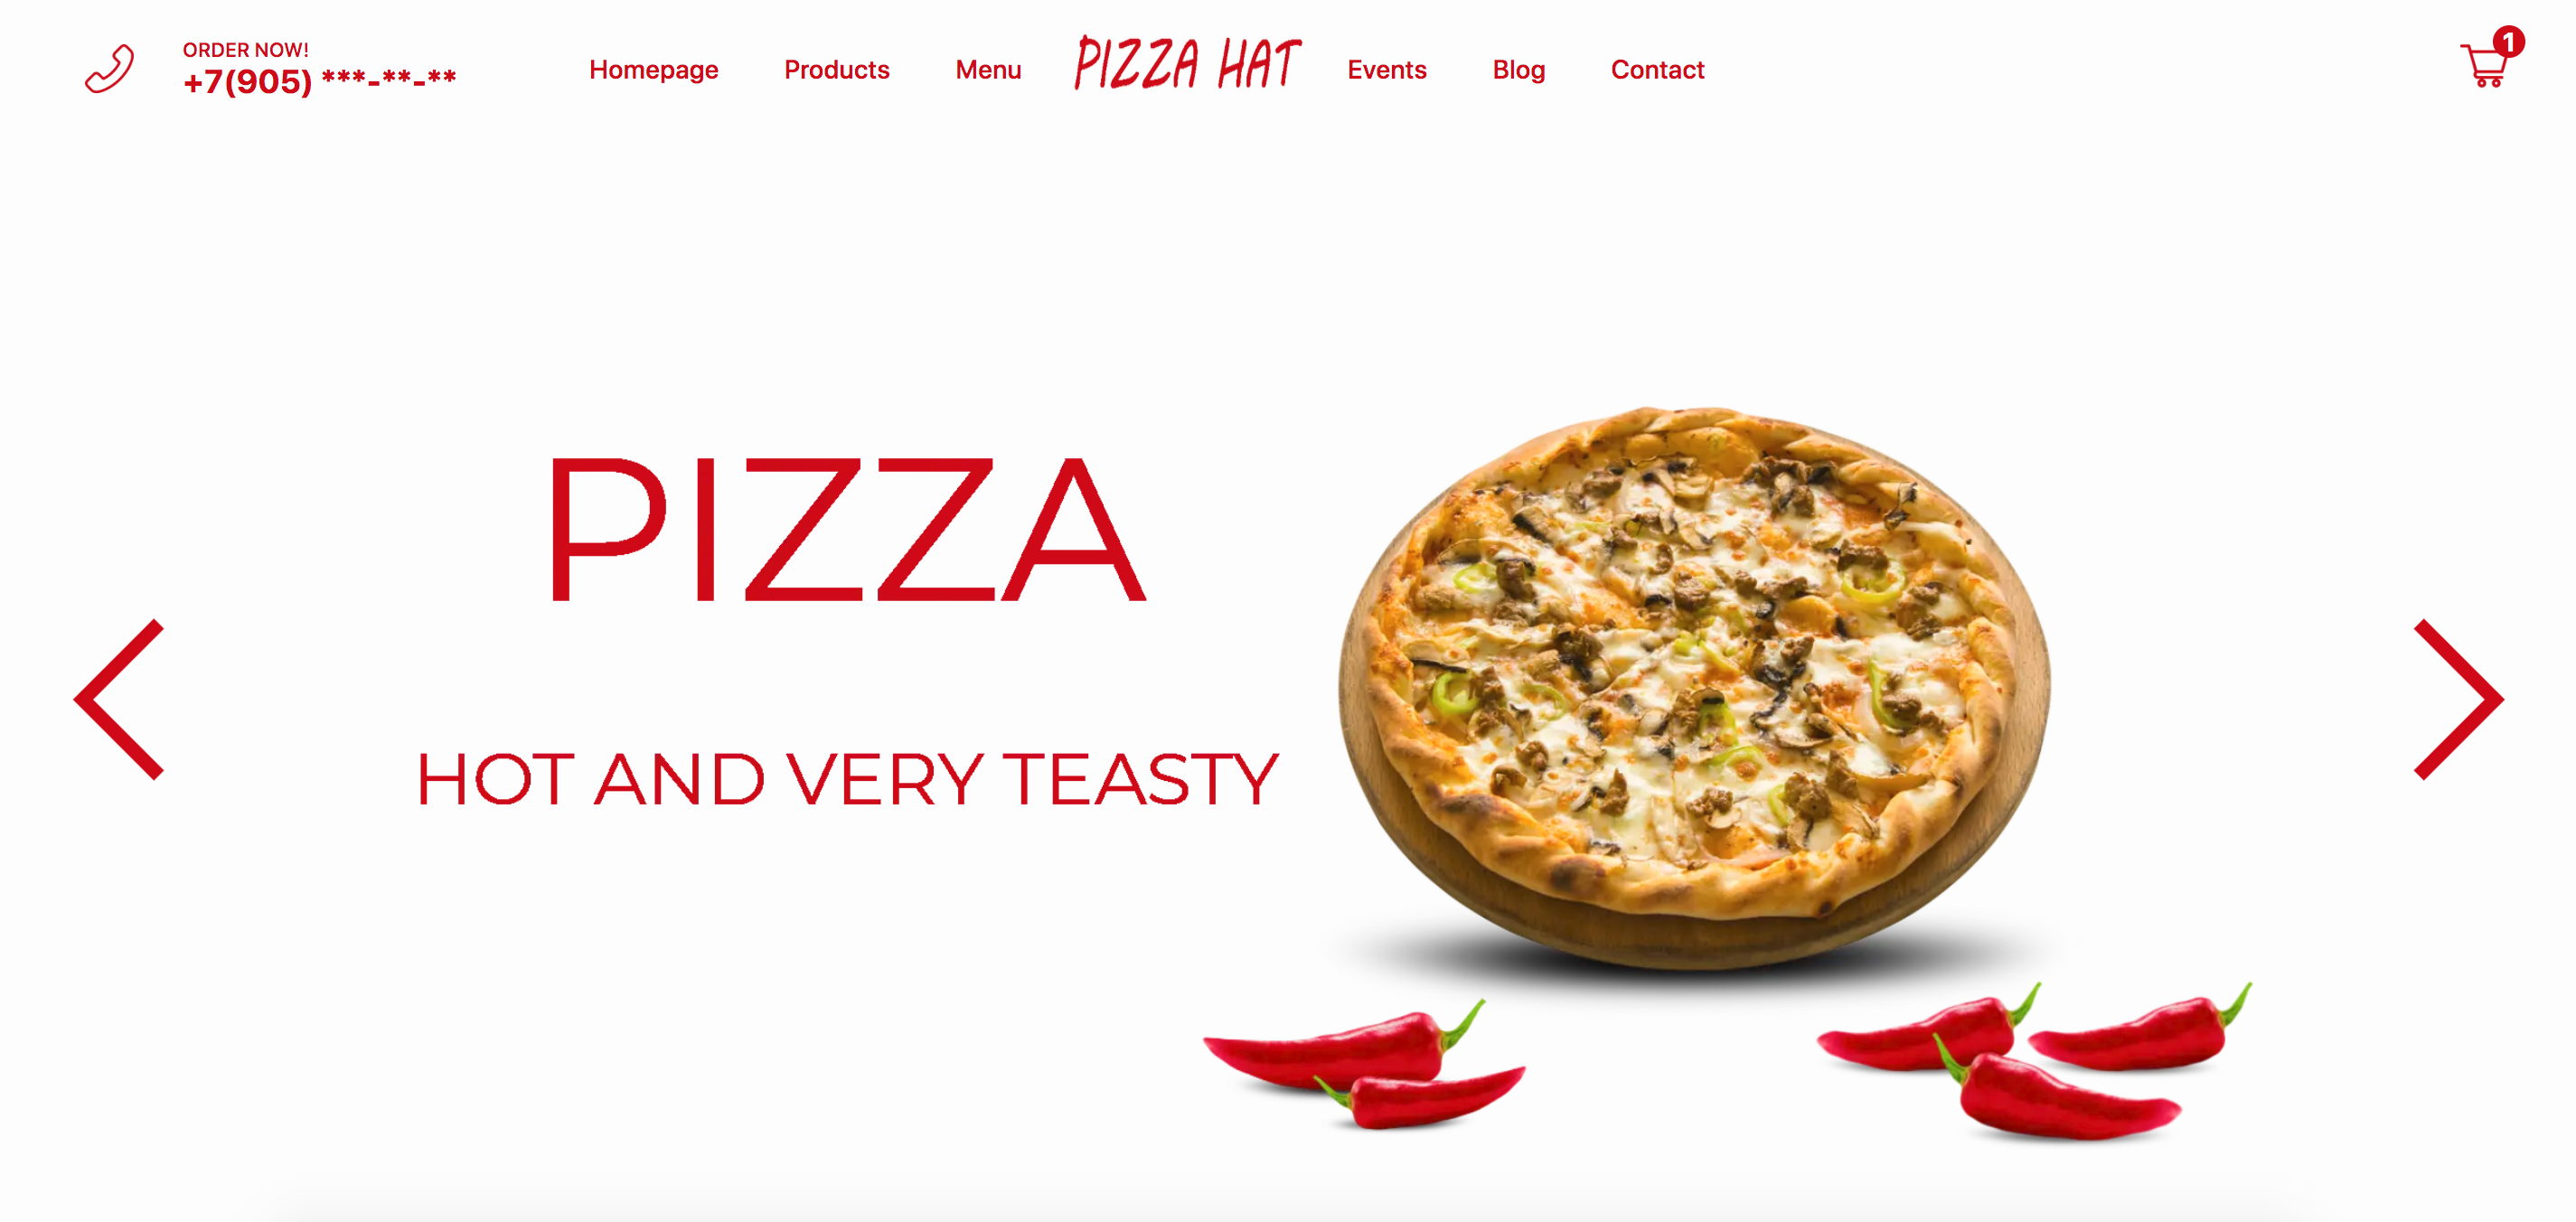 ORDER NOW!
+7(905) ***-**-**
Homepage
Products
Menu
PIZZA HAT
Events
Blog
Contact
1
PIZZA
HOT AND VERY TEASTY